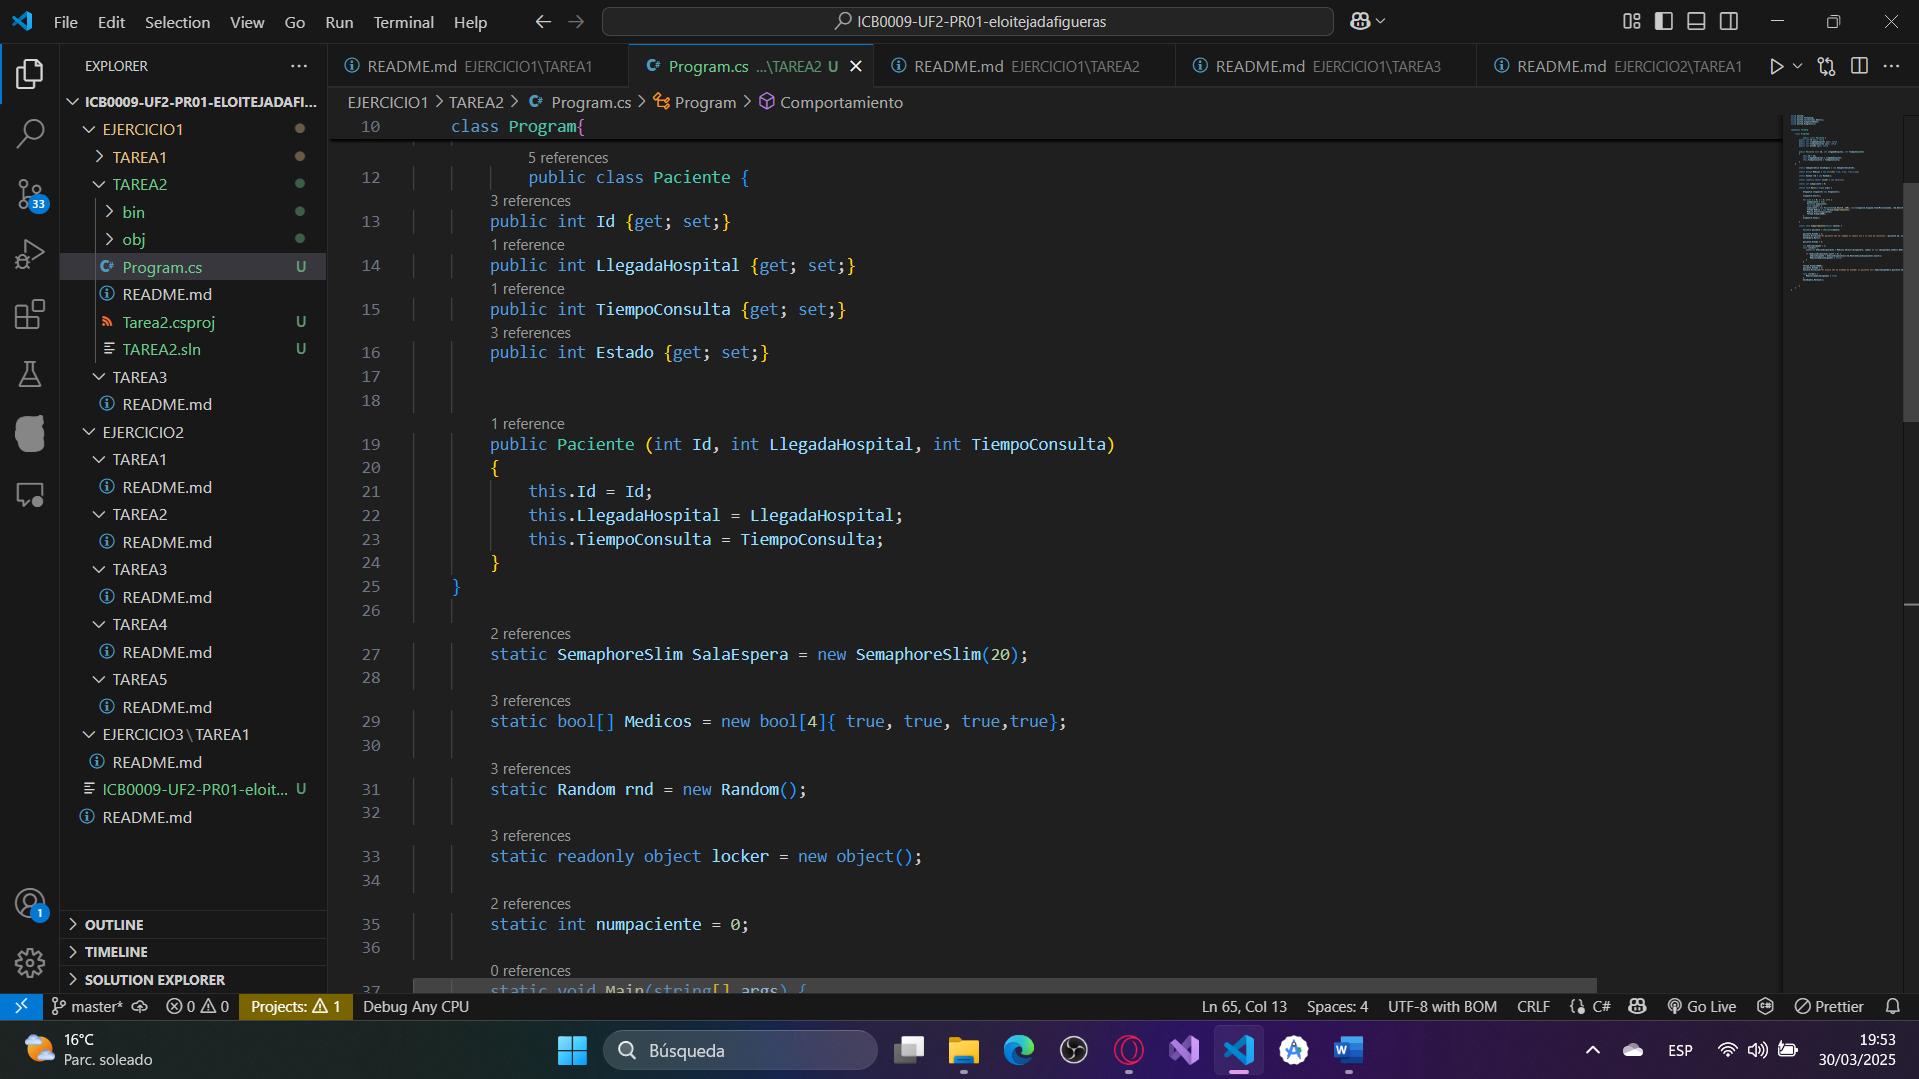 File Edit Selection View Go Run Terminal Help
ICB0009-UF2-PR01-eloitejadafigueras
EXPLORER
README.md EJERCICIO1\TAREA1
Program.cs ...\TAREA2 U
README.md EJERCICIO1\TAREA2
README.md EJERCICIO1\TAREA3
README.md EJERCICIO2\TAREA1
ICB0009-UF2-PR01-ELOITEJADAFI...
EJERCICIO1
TAREA1
TAREA2
bin
obj
Program.cs U
README.md
Tarea2.csproj U
TAREA2.sln U
TAREA3
README.md
EJERCICIO2
TAREA1
README.md
TAREA2
README.md
TAREA3
README.md
TAREA4
README.md
TAREA5
README.md
EJERCICIO3\TAREA1
README.md
ICB0009-UF2-PR01-eloit... U
README.md
OUTLINE
TIMELINE
SOLUTION EXPLORER
33
1
EJERCICIO1 > TAREA2 > Program.cs > Program > Comportamiento
10 class Program{
5 references
12 public class Paciente {
3 references
13 public int Id {get; set;}
1 reference
14 public int LlegadaHospital {get; set;}
1 reference
15 public int TiempoConsulta {get; set;}
3 references
16 public int Estado {get; set;}
17
18
1 reference
19 public Paciente (int Id, int LlegadaHospital, int TiempoConsulta)
20 {
21 this.Id = Id;
22 this.LlegadaHospital = LlegadaHospital;
23 this.TiempoConsulta = TiempoConsulta;
24 }
25 }
26
2 references
27 static SemaphoreSlim SalaEspera = new SemaphoreSlim(20);
28
3 references
29 static bool[] Medicos = new bool[4]{ true, true, true,true};
30
3 references
31 static Random rnd = new Random();
32
3 references
33 static readonly object locker = new object();
34
2 references
35 static int numpaciente = 0;
36
0 references
37 static void Main(string[] args) {
master* 0 0 Projects: 1 Debug Any CPU
Ln 65, Col 13 Spaces: 4 UTF-8 with BOM CRLF {} C# Go Live Prettier
16°C
Parc. soleado
Búsqueda
ESP
19:53
30/03/2025